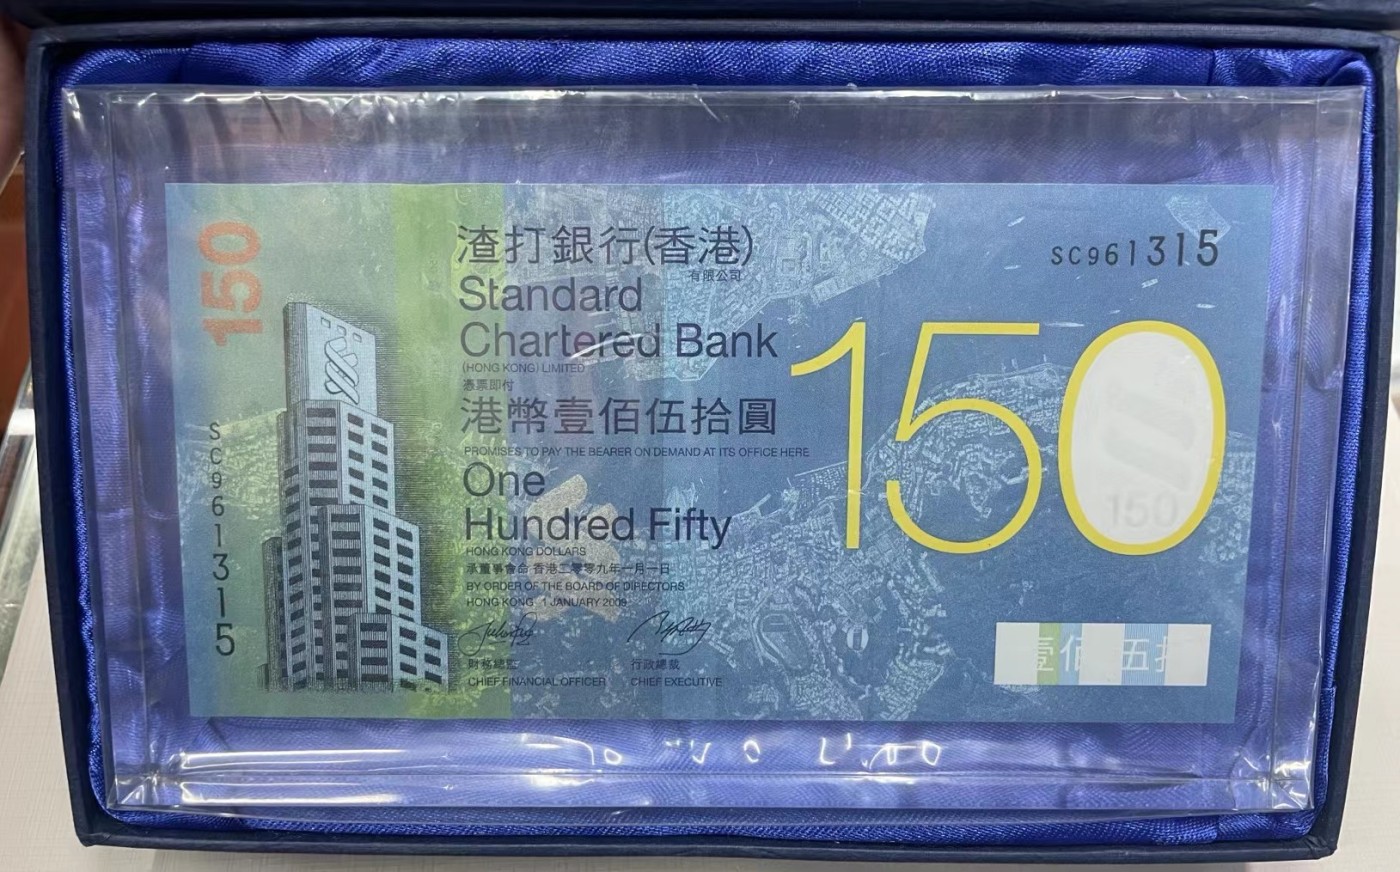 150
SC961315
渣打銀行(香港)
有限公司
Standard
Chartered Bank
(HONG KONG) LIMITED
憑票即付
港幣壹佰伍拾圓
PROMISES TO PAY THE BEARER ON DEMAND AT ITS OFFICE HERE
One
Hundred Fifty
HONG KONG DOLLARS
承董事會命 香港二零零九年一月一日
BY ORDER OF THE BOARD OF DIRECTORS
HONG KONG 1 JANUARY 2009
財務總監
CHIEF FINANCIAL OFFICER
行政總裁
CHIEF EXECUTIVE
SC961315
150
150